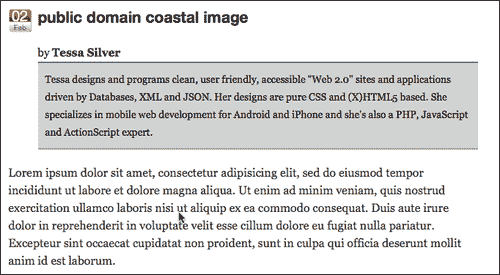 02
Feb
public domain coastal image
by Tessa Silver
Tessa designs and programs clean, user friendly, accessible "Web 2.0" sites and applications
driven by Databases, XML and JSON. Her designs are pure CSS and (X)HTML5 based. She
specializes in mobile web development for Android and iPhone and she's also a PHP, JavaScript
and ActionScript expert.
Lorem ipsum dolor sit amet, consectetur adipisicing elit, sed do eiusmod tempor
incididunt ut labore et dolore magna aliqua. Ut enim ad minim veniam, quis nostrud
exercitation ullamco laboris nisi ut aliquip ex ea commodo consequat. Duis aute irure
dolor in reprehenderit in voluptate velit esse cillum dolore eu fugiat nulla pariatur.
Excepteur sint occaecat cupidatat non proident, sunt in culpa qui officia deserunt mollit
anim id est laborum.